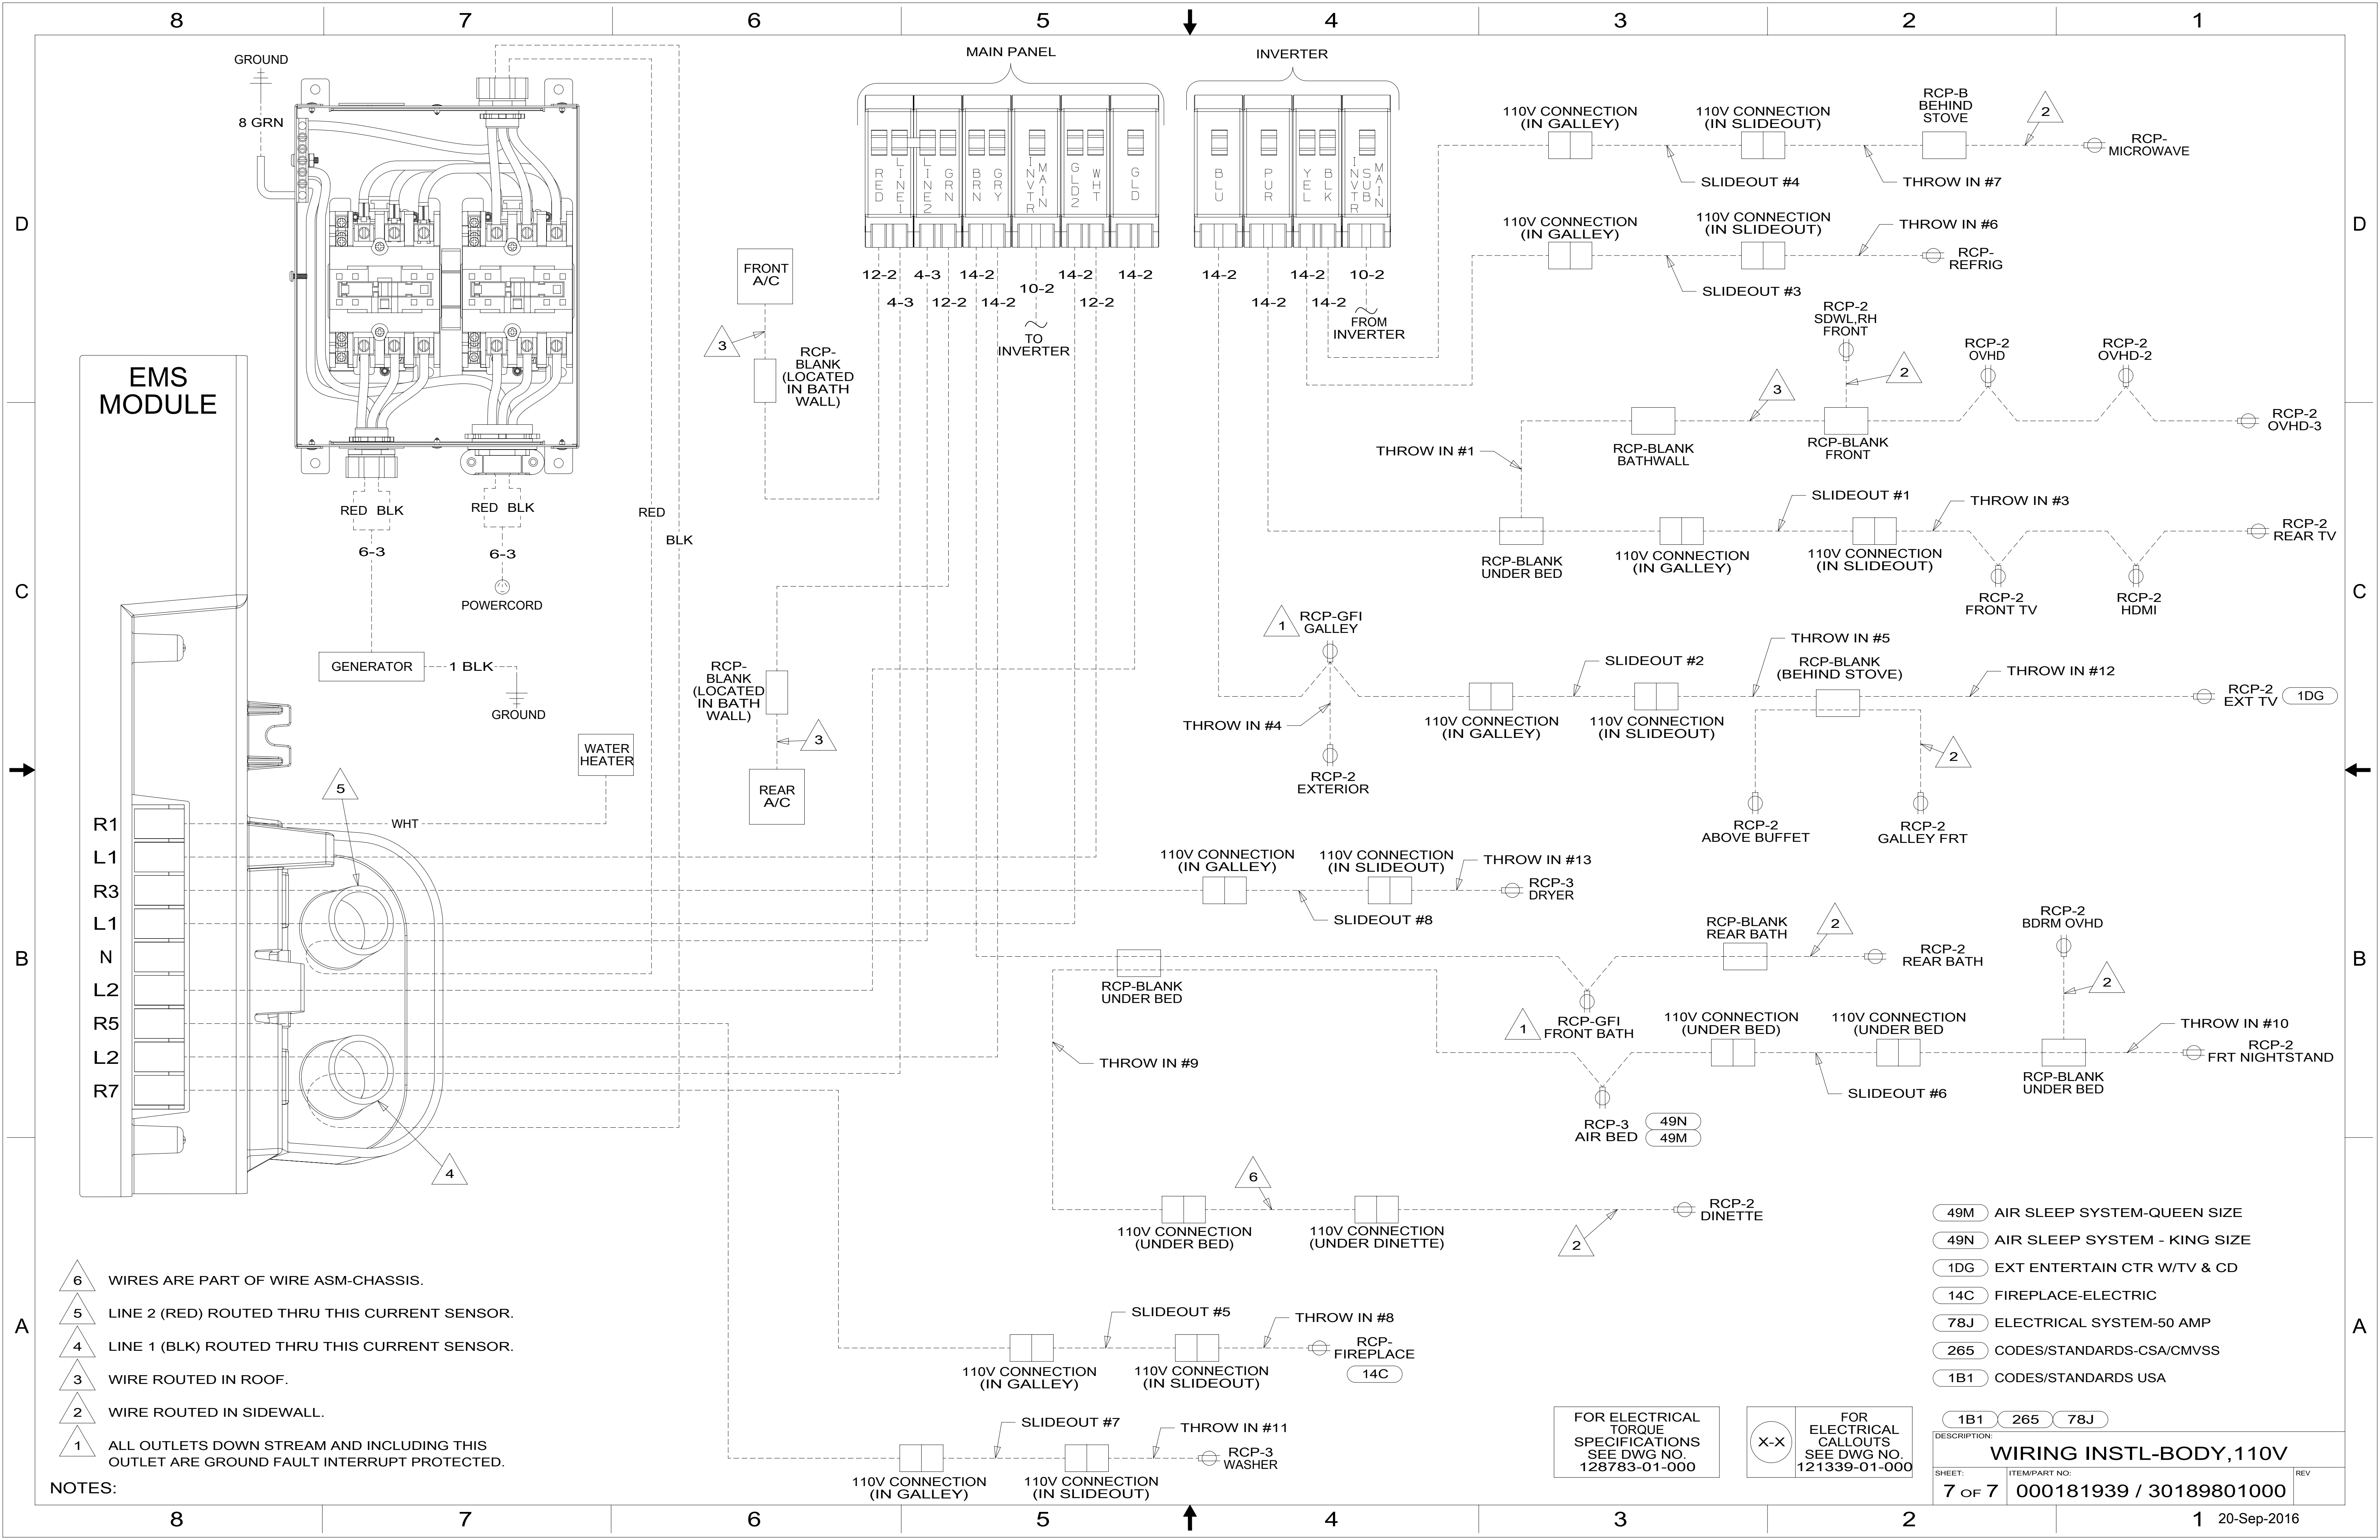 8 7 6 5 4 3 2 1
D
C
B
A
GROUND
8 GRN
RED BLK
6-3
RED BLK
6-3
POWERCORD
GENERATOR
1 BLK
GROUND
WATER
HEATER
WHT
RED
BLK
EMS
MODULE
R1
L1
R3
L1
N
L2
R5
L2
R7
5
4
FRONT
A/C
3
RCP-
BLANK
(LOCATED
IN BATH
WALL)
RCP-
BLANK
(LOCATED
IN BATH
WALL)
3
REAR
A/C
MAIN PANEL
RED
LINE1
LINE2
GRN
BRN
GRY
INVTR
MAIN
GLD2
WHT
GLD
12-2
4-3
4-3
12-2
14-2
14-2
10-2
TO
INVERTER
14-2
12-2
14-2
INVERTER
BLU
PUR
YEL
BLK
INVTR
SUB
MAIN
14-2
14-2
14-2
14-2
10-2
FROM
INVERTER
110V CONNECTION
(IN GALLEY)
SLIDEOUT #4
110V CONNECTION
(IN SLIDEOUT)
THROW IN #7
RCP-B
BEHIND
STOVE
2
RCP-
MICROWAVE
110V CONNECTION
(IN GALLEY)
SLIDEOUT #3
110V CONNECTION
(IN SLIDEOUT)
THROW IN #6
RCP-
REFRIG
RCP-2
SDWL,RH
FRONT
2
RCP-2
OVHD
RCP-2
OVHD-2
RCP-2
OVHD-3
3
RCP-BLANK
BATHWALL
RCP-BLANK
FRONT
THROW IN #1
RCP-BLANK
UNDER BED
110V CONNECTION
(IN GALLEY)
SLIDEOUT #1
110V CONNECTION
(IN SLIDEOUT)
THROW IN #3
RCP-2
FRONT TV
RCP-2
HDMI
RCP-2
REAR TV
1
RCP-GFI
GALLEY
THROW IN #4
RCP-2
EXTERIOR
110V CONNECTION
(IN GALLEY)
SLIDEOUT #2
110V CONNECTION
(IN SLIDEOUT)
THROW IN #5
RCP-BLANK
(BEHIND STOVE)
THROW IN #12
RCP-2
EXT TV
1DG
2
RCP-2
ABOVE BUFFET
RCP-2
GALLEY FRT
110V CONNECTION
(IN GALLEY)
SLIDEOUT #8
110V CONNECTION
(IN SLIDEOUT)
THROW IN #13
RCP-3
DRYER
RCP-BLANK
UNDER BED
1
RCP-GFI
FRONT BATH
RCP-BLANK
REAR BATH
2
RCP-2
REAR BATH
RCP-2
BDRM OVHD
2
THROW IN #9
RCP-3
AIR BED
49N
49M
110V CONNECTION
(UNDER BED)
SLIDEOUT #6
110V CONNECTION
(UNDER BED
RCP-BLANK
UNDER BED
THROW IN #10
RCP-2
FRT NIGHTSTAND
110V CONNECTION
(UNDER BED)
6
110V CONNECTION
(UNDER DINETTE)
2
RCP-2
DINETTE
110V CONNECTION
(IN GALLEY)
SLIDEOUT #5
110V CONNECTION
(IN SLIDEOUT)
THROW IN #8
RCP-
FIREPLACE
14C
110V CONNECTION
(IN GALLEY)
SLIDEOUT #7
110V CONNECTION
(IN SLIDEOUT)
THROW IN #11
RCP-3
WASHER
6 WIRES ARE PART OF WIRE ASM-CHASSIS.
5 LINE 2 (RED) ROUTED THRU THIS CURRENT SENSOR.
4 LINE 1 (BLK) ROUTED THRU THIS CURRENT SENSOR.
3 WIRE ROUTED IN ROOF.
2 WIRE ROUTED IN SIDEWALL.
1 ALL OUTLETS DOWN STREAM AND INCLUDING THIS
OUTLET ARE GROUND FAULT INTERRUPT PROTECTED.
NOTES:
49M AIR SLEEP SYSTEM-QUEEN SIZE
49N AIR SLEEP SYSTEM - KING SIZE
1DG EXT ENTERTAIN CTR W/TV & CD
14C FIREPLACE-ELECTRIC
78J ELECTRICAL SYSTEM-50 AMP
265 CODES/STANDARDS-CSA/CMVSS
1B1 CODES/STANDARDS USA
FOR ELECTRICAL
TORQUE
SPECIFICATIONS
SEE DWG NO.
128783-01-000
X-X
FOR
ELECTRICAL
CALLOUTS
SEE DWG NO.
121339-01-000
1B1 265 78J
DESCRIPTION:
WIRING INSTL-BODY,110V
SHEET:
7 OF 7
ITEM/PART NO:
000181939 / 30189801000
REV
D
C
B
A
8 7 6 5 4 3 2 1
20-Sep-2016